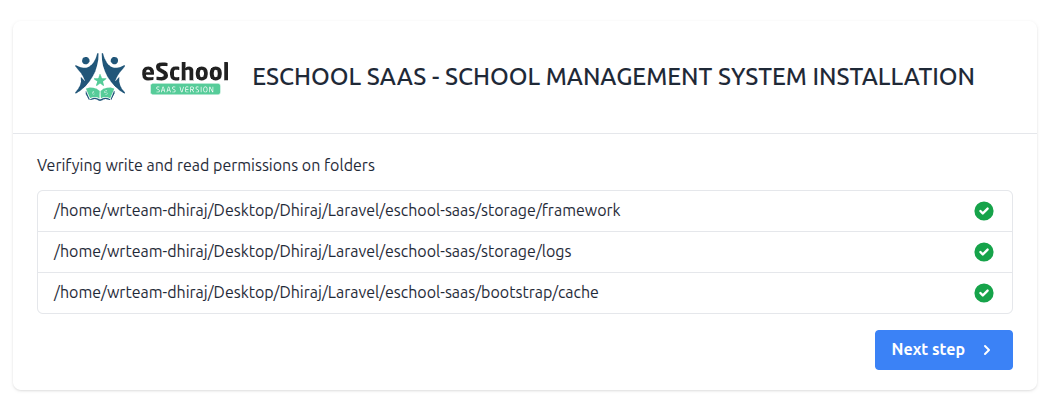 eSchool
SAAS VERSION
ESCHOOL SAAS - SCHOOL MANAGEMENT SYSTEM INSTALLATION
Verifying write and read permissions on folders
/home/wrteam-dhiraj/Desktop/Dhiraj/Laravel/eschool-saas/storage/framework
/home/wrteam-dhiraj/Desktop/Dhiraj/Laravel/eschool-saas/storage/logs
/home/wrteam-dhiraj/Desktop/Dhiraj/Laravel/eschool-saas/bootstrap/cache
Next step